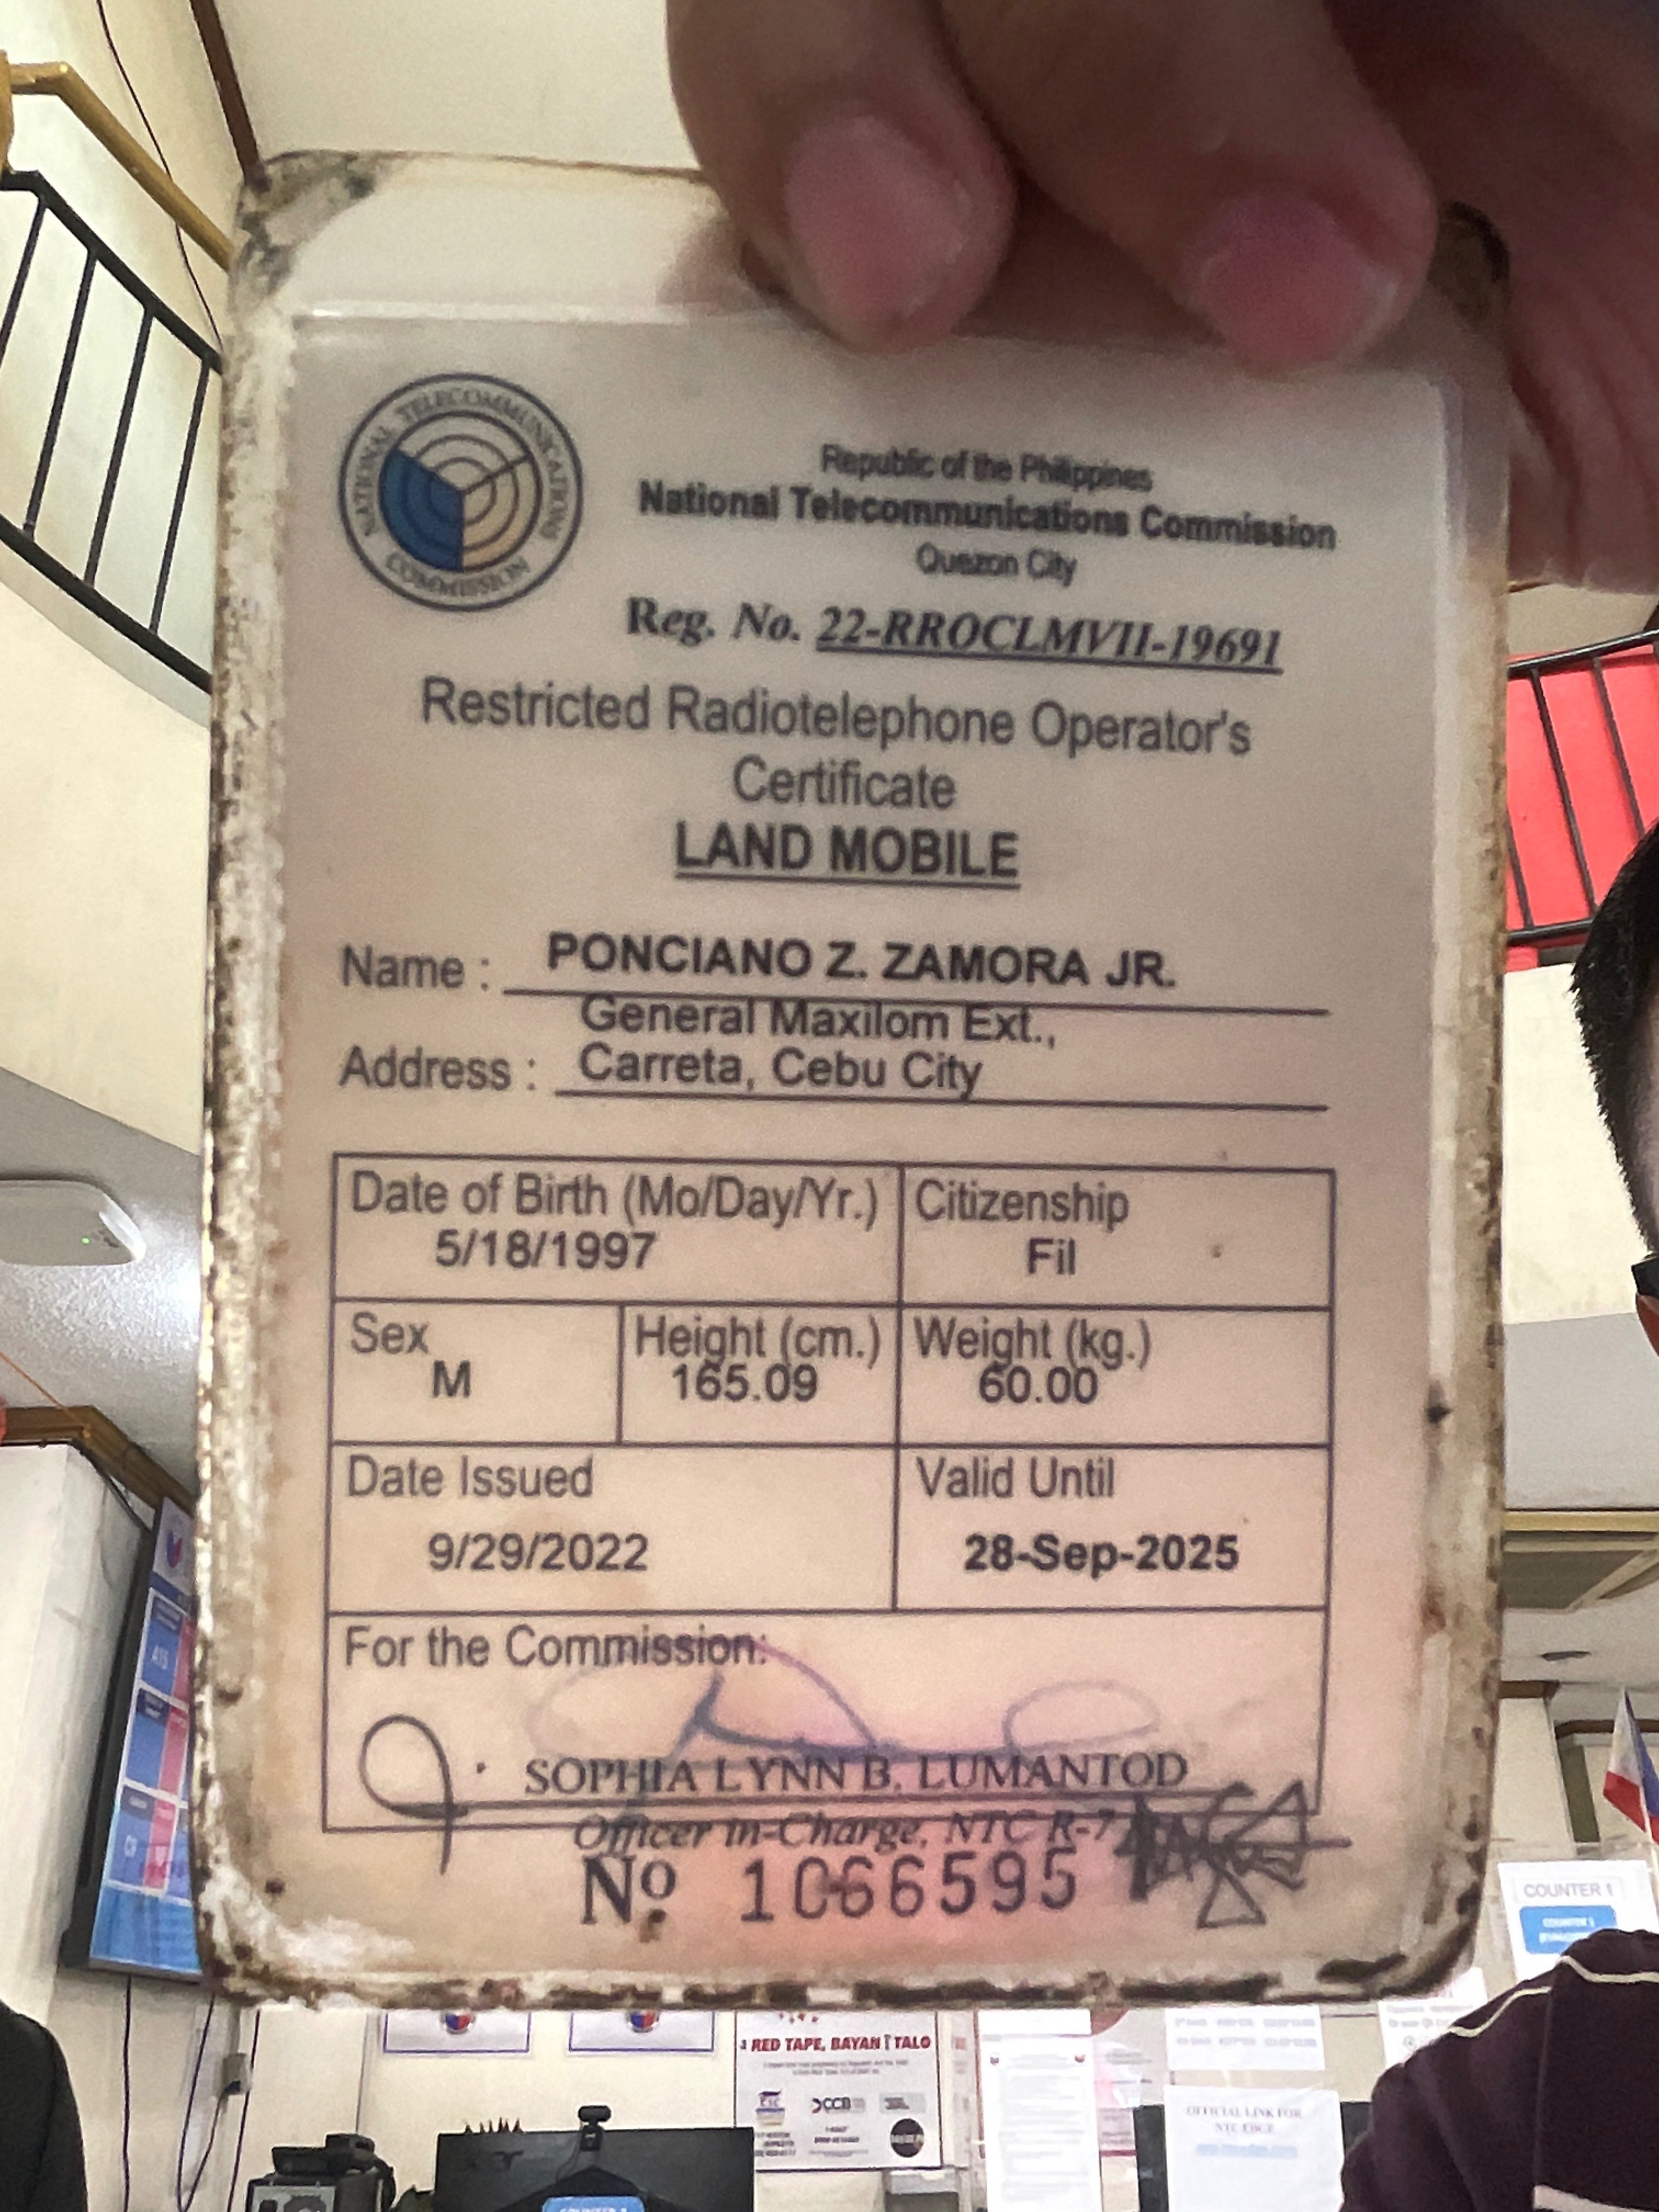 NATIONAL TELECOMMUNICATIONS COMMISSION
Republic of the Philippines
National Telecommunications Commission
Quezon City
Reg. No. 22-RROCLMVII-19691
Restricted Radiotelephone Operator's
Certificate
LAND MOBILE
Name : PONCIANO Z. ZAMORA JR.
General Maxilom Ext.,
Address : Carreta, Cebu City
Date of Birth (Mo/Day/Yr.) Citizenship
5/18/1997 Fil
Sex Height (cm.) Weight (kg.)
M 165.09 60.00
Date Issued Valid Until
9/29/2022 28-Sep-2025
For the Commission:
SOPHIA LYNN B. LUMANTOD
Officer in-Charge, NTC R-7
No. 1066595
COUNTER 1
RED TAPE, BAYAN TALO
CCB
OFFICIAL LINK FOR